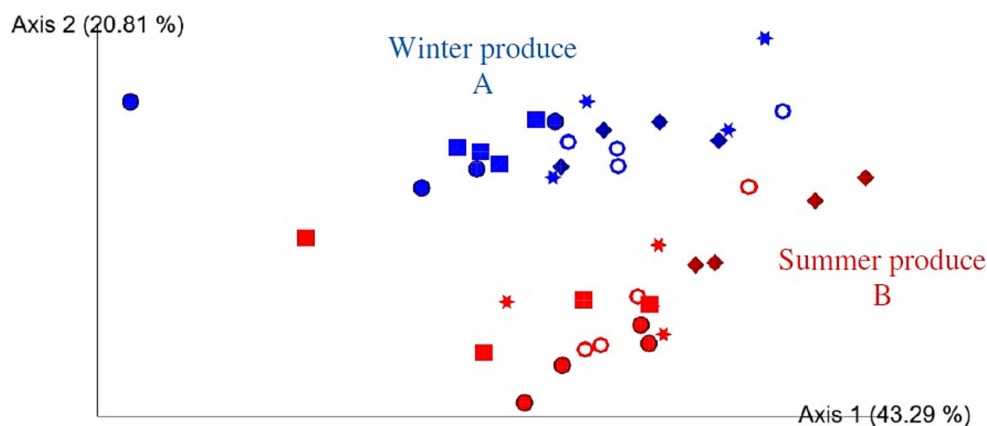 Axis 2 (20.81 %)
Winter produce
A
Summer produce
B
Axis 1 (43.29 %)